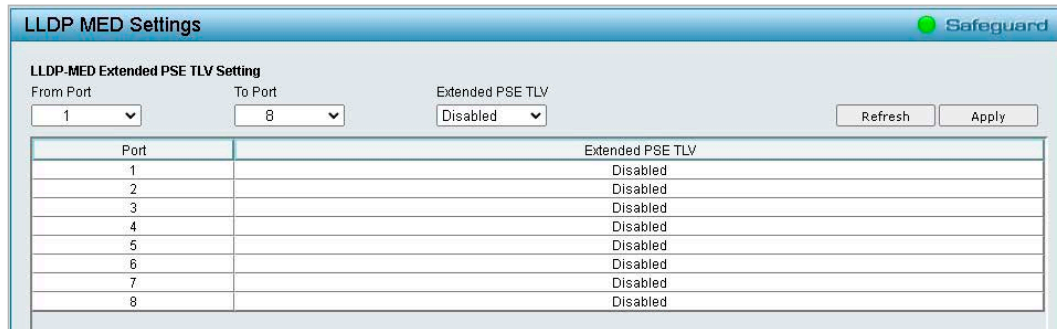 LLDP MED Settings Safeguard
LLDP-MED Extended PSE TLV Setting
From Port To Port Extended PSE TLV
1 8 Disabled Refresh Apply
Port Extended PSE TLV
1 Disabled
2 Disabled
3 Disabled
4 Disabled
5 Disabled
6 Disabled
7 Disabled
8 Disabled